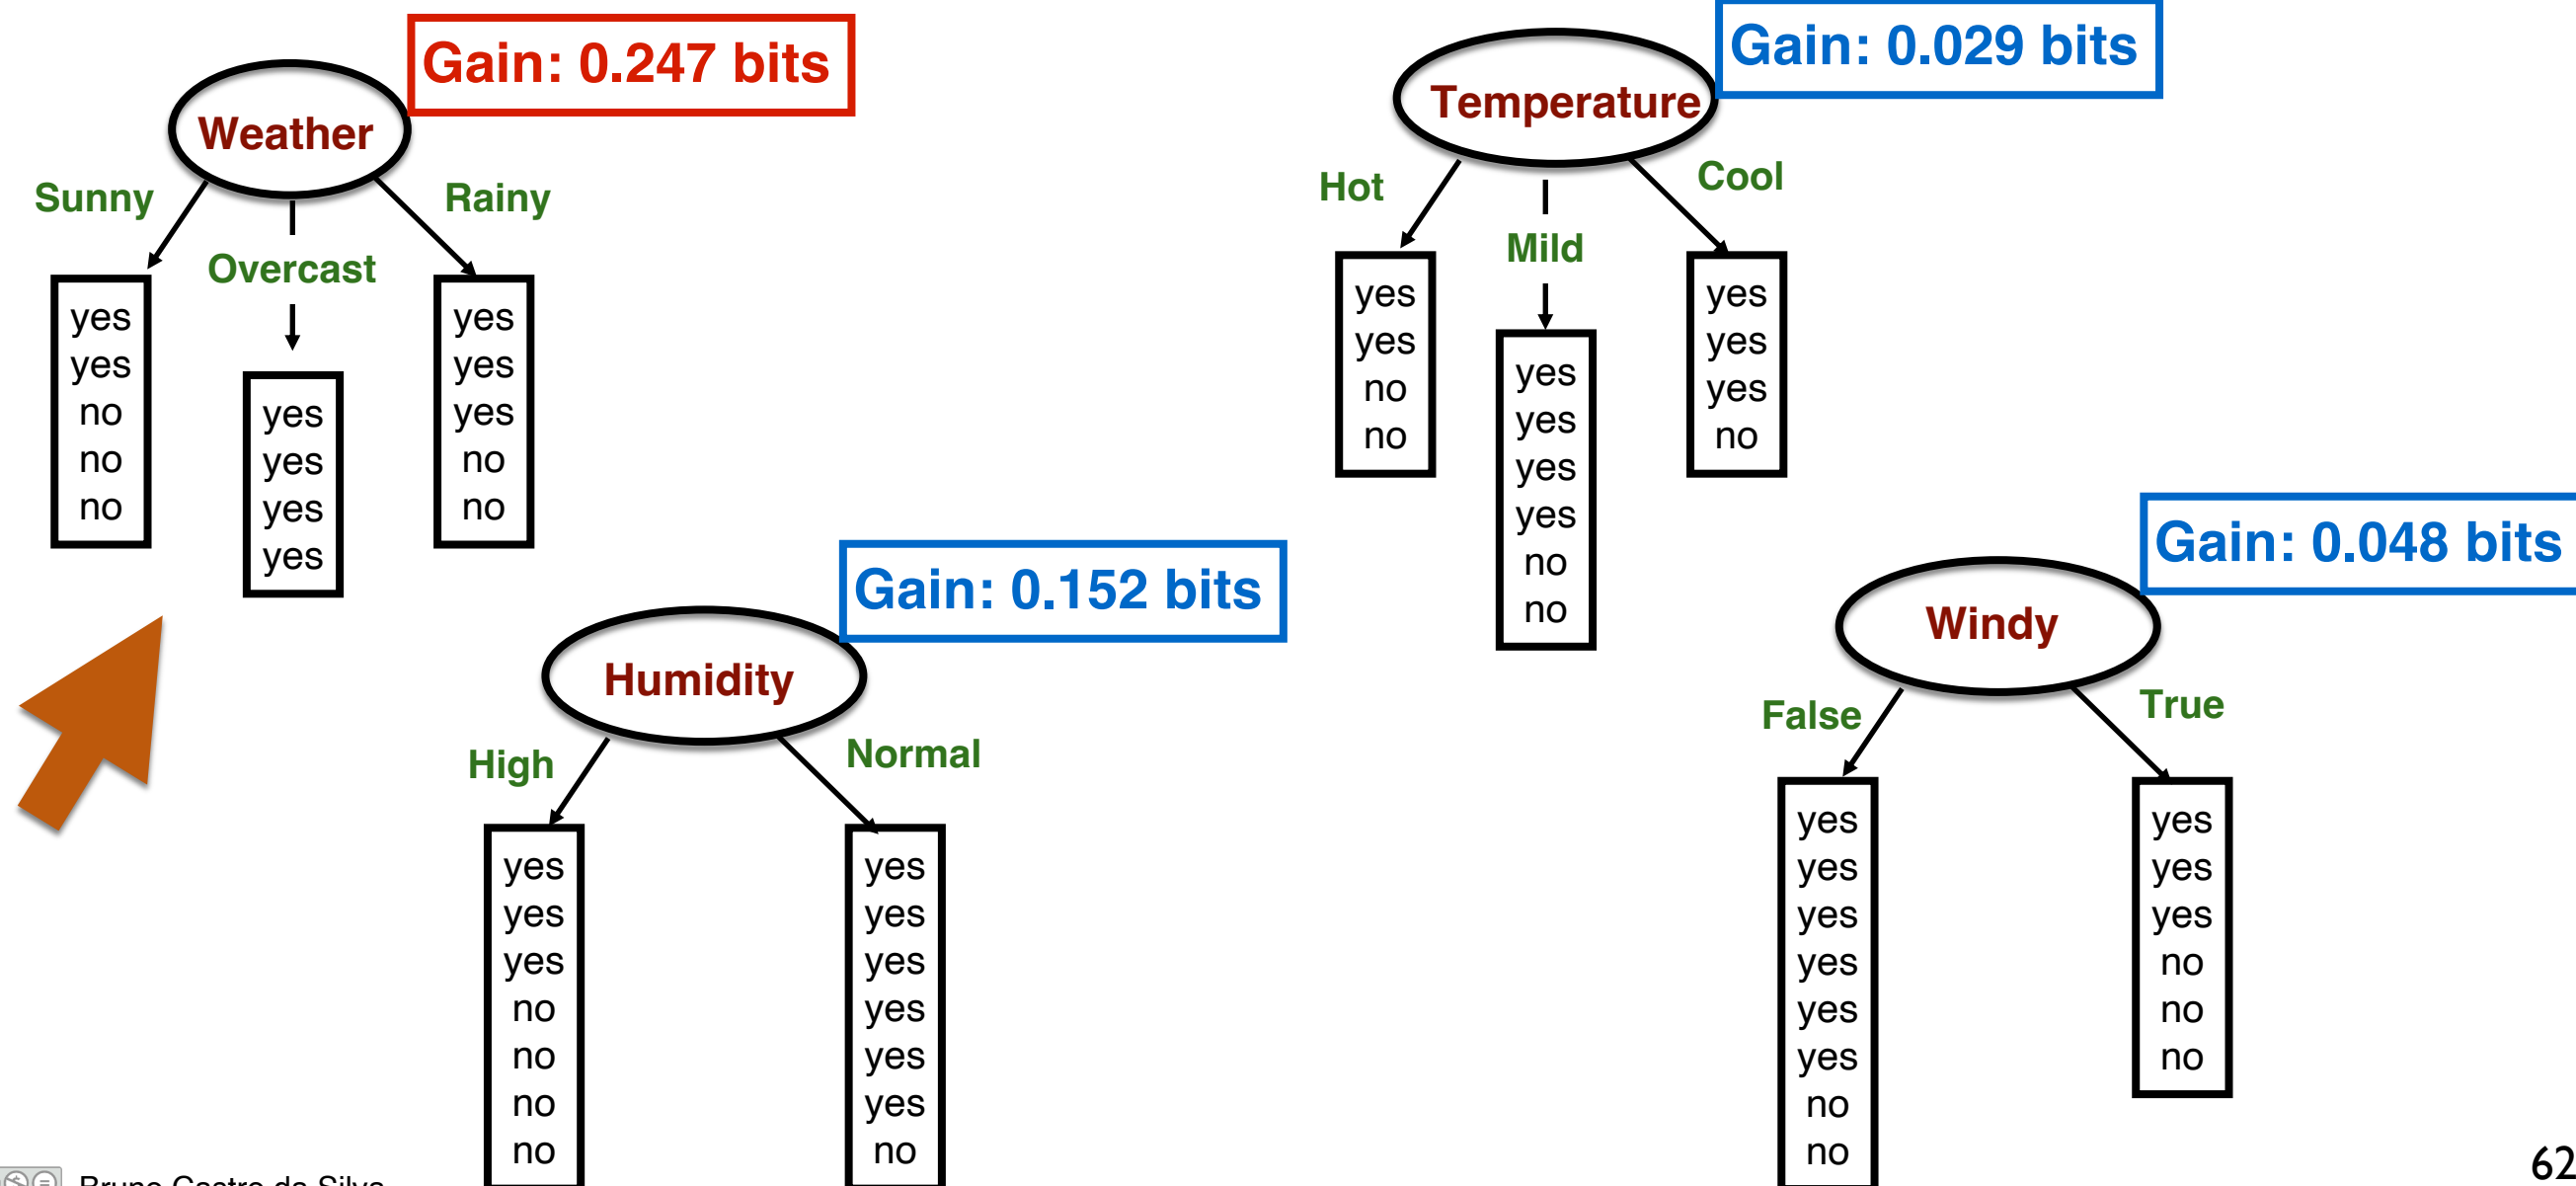 Gain: 0.247 bits
Weather
Sunny
Overcast
Rainy
yes
yes
no
no
no
yes
yes
yes
yes
yes
yes
yes
no
no
Gain: 0.029 bits
Temperature
Hot
Mild
Cool
yes
yes
no
no
yes
yes
yes
yes
no
no
yes
yes
yes
no
Gain: 0.152 bits
Humidity
High
Normal
yes
yes
yes
no
no
no
no
yes
yes
yes
yes
yes
yes
no
Gain: 0.048 bits
Windy
False
True
yes
yes
yes
yes
yes
yes
no
no
yes
yes
yes
no
no
no
Bruno Castro da Silva
62